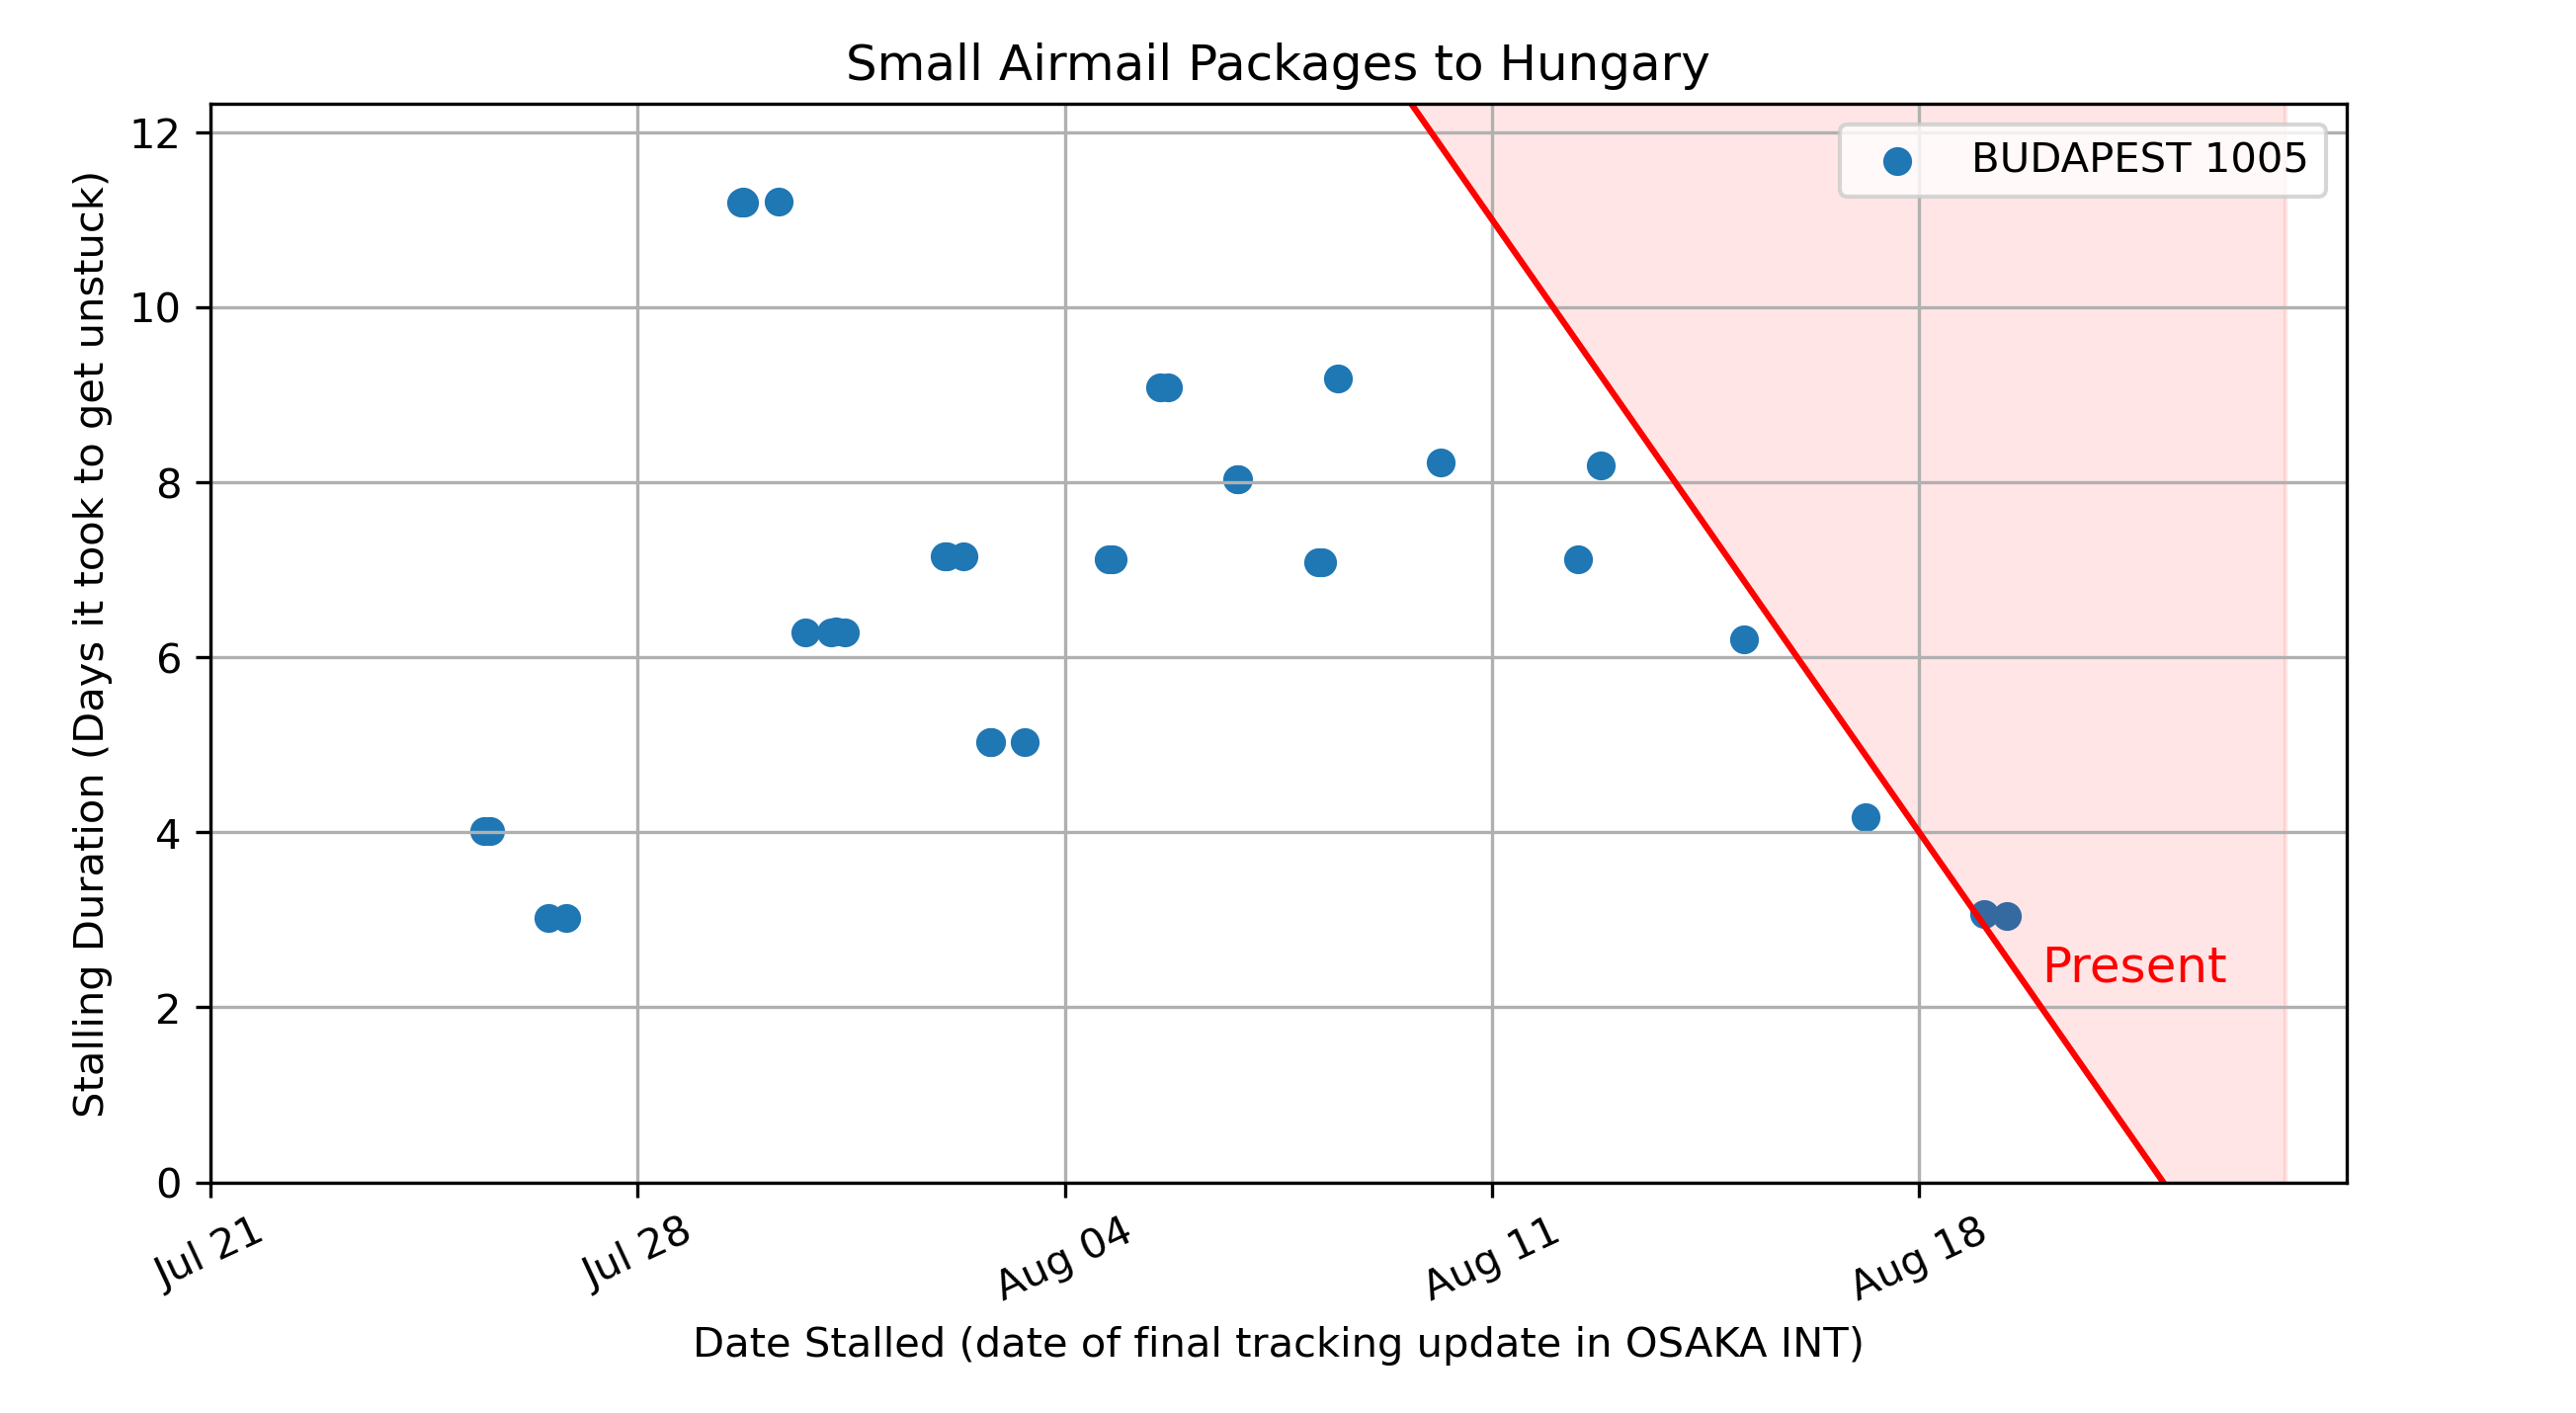 Small Airmail Packages to Hungary
BUDAPEST 1005
12
10
8
6
4
2
0
Stalling Duration (Days it took to get unstuck)
Present
Jul 21
Jul 28
Aug 04
Aug 11
Aug 18
Date Stalled (date of final tracking update in OSAKA INT)